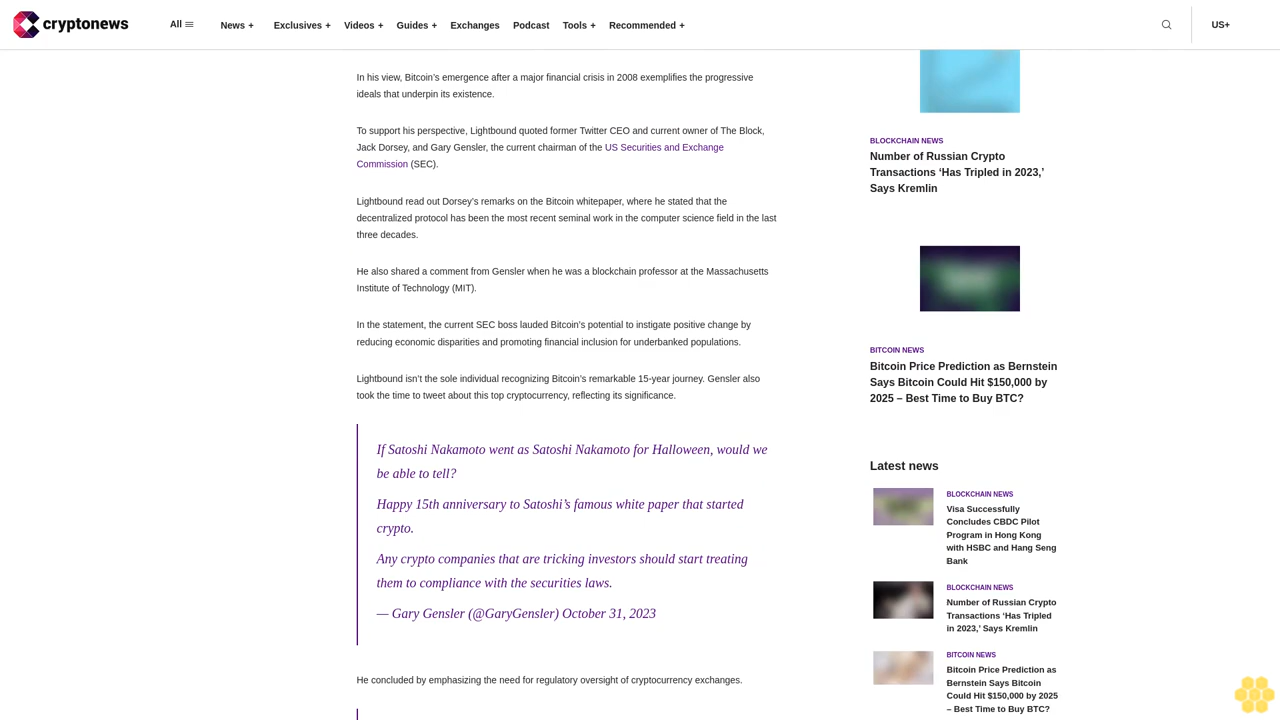 cryptonews
All
News +
Exclusives +
Videos +
Guides +
Exchanges
Podcast
Tools +
Recommended +
US+
In his view, Bitcoin’s emergence after a major financial crisis in 2008 exemplifies the progressive
ideals that underpin its existence.
To support his perspective, Lightbound quoted former Twitter CEO and current owner of The Block,
Jack Dorsey, and Gary Gensler, the current chairman of the US Securities and Exchange
Commission (SEC).
Lightbound read out Dorsey’s remarks on the Bitcoin whitepaper, where he stated that the
decentralized protocol has been the most recent seminal work in the computer science field in the last
three decades.
He also shared a comment from Gensler when he was a blockchain professor at the Massachusetts
Institute of Technology (MIT).
In the statement, the current SEC boss lauded Bitcoin’s potential to instigate positive change by
reducing economic disparities and promoting financial inclusion for underbanked populations.
Lightbound isn’t the sole individual recognizing Bitcoin’s remarkable 15-year journey. Gensler also
took the time to tweet about this top cryptocurrency, reflecting its significance.
If Satoshi Nakamoto went as Satoshi Nakamoto for Halloween, would we
be able to tell?
Happy 15th anniversary to Satoshi’s famous white paper that started
crypto.
Any crypto companies that are tricking investors should start treating
them to compliance with the securities laws.
— Gary Gensler (@GaryGensler) October 31, 2023
He concluded by emphasizing the need for regulatory oversight of cryptocurrency exchanges.
BLOCKCHAIN NEWS
Number of Russian Crypto
Transactions ‘Has Tripled in 2023,’
Says Kremlin
BITCOIN NEWS
Bitcoin Price Prediction as Bernstein
Says Bitcoin Could Hit $150,000 by
2025 – Best Time to Buy BTC?
Latest news
BLOCKCHAIN NEWS
Visa Successfully
Concludes CBDC Pilot
Program in Hong Kong
with HSBC and Hang Seng
Bank
BLOCKCHAIN NEWS
Number of Russian Crypto
Transactions ‘Has Tripled
in 2023,’ Says Kremlin
BITCOIN NEWS
Bitcoin Price Prediction as
Bernstein Says Bitcoin
Could Hit $150,000 by 2025
– Best Time to Buy BTC?